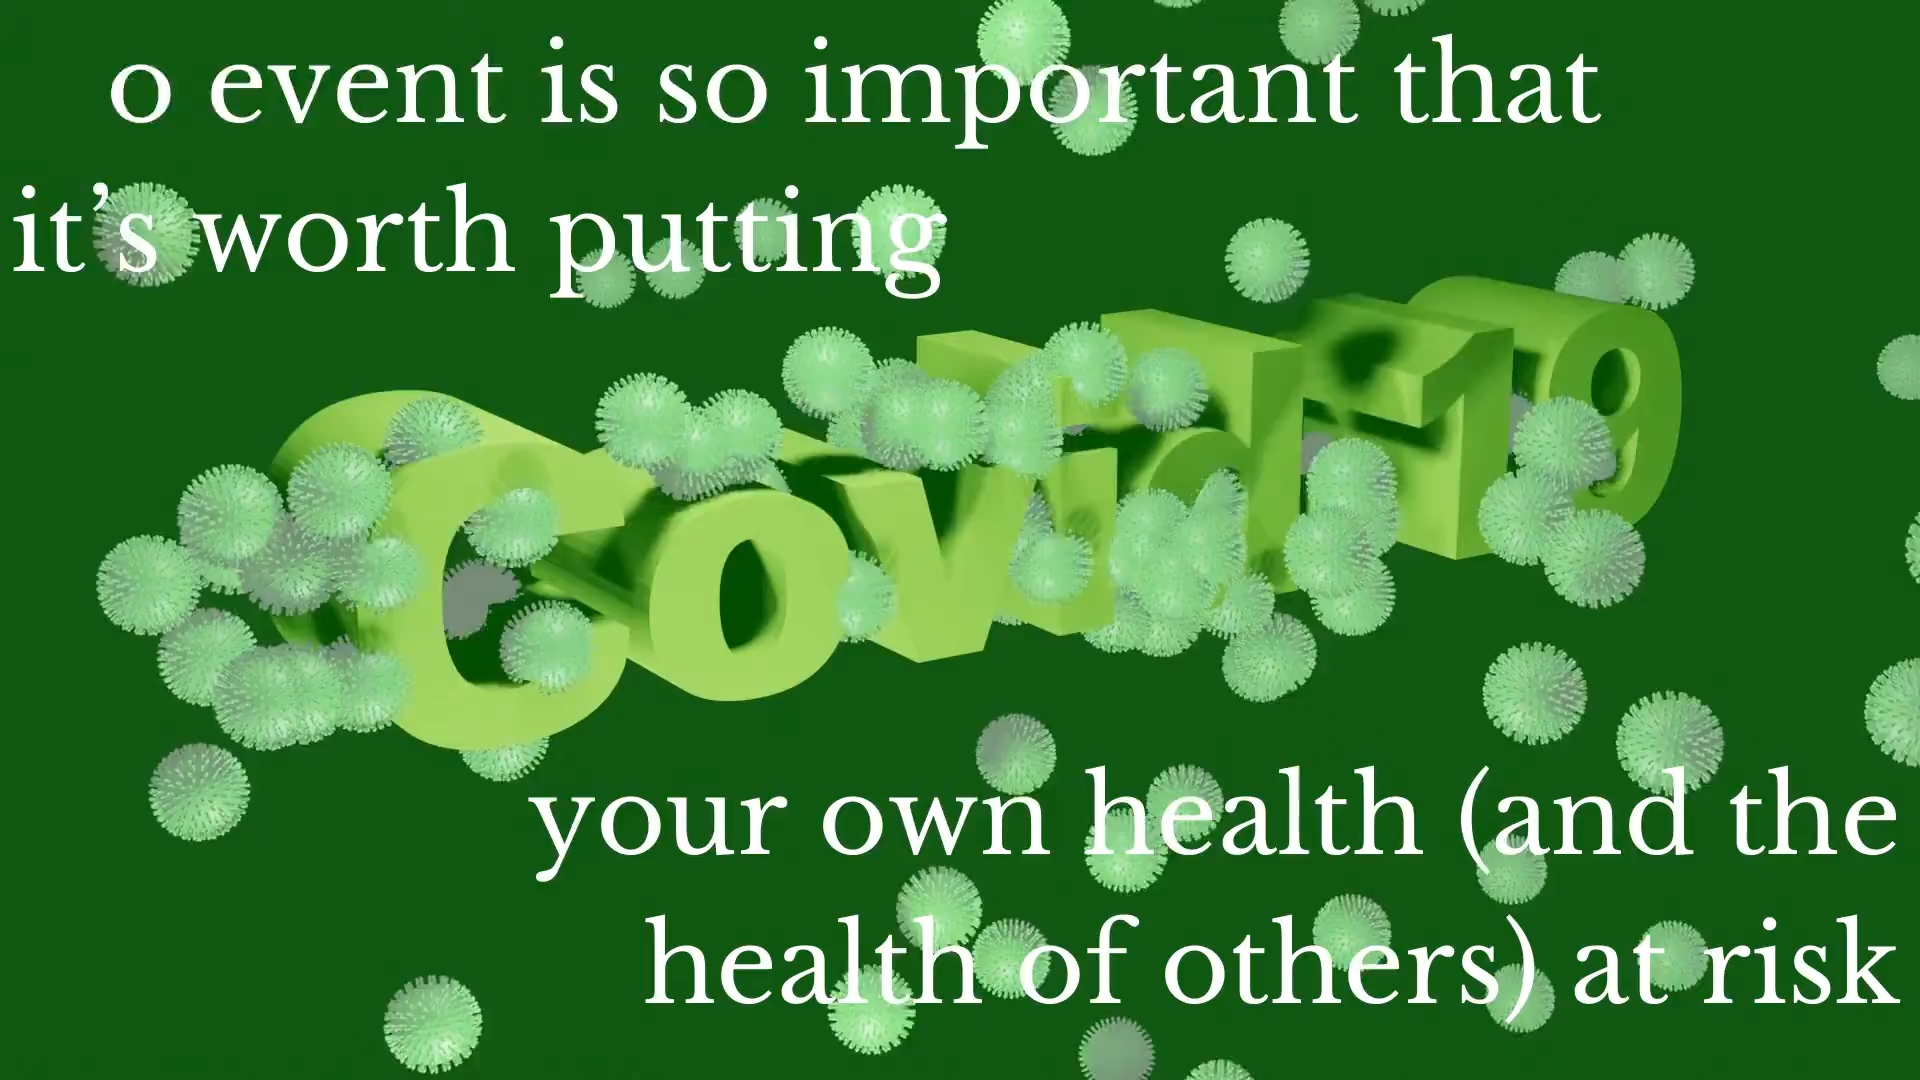 o event is so important that
it’s worth putting
Covid-19
your own health (and the
health of others) at risk